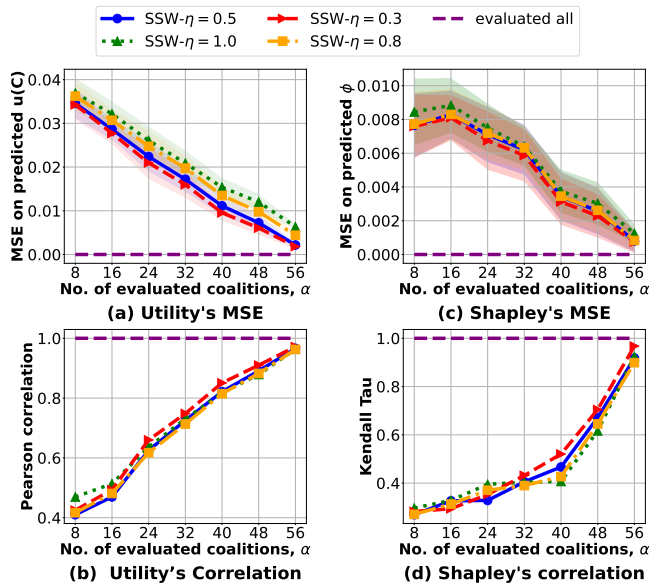 SSW-η = 0.5 SSW-η = 0.3 evaluated all
SSW-η = 1.0 SSW-η = 0.8
MSE on predicted u(C)
0.04
0.03
0.02
0.01
0.00
8 16 24 32 40 48 56
No. of evaluated coalitions, α
(a) Utility's MSE
MSE on predicted ϕ
0.010
0.008
0.006
0.004
0.002
0.000
8 16 24 32 40 48 56
No. of evaluated coalitions, α
(c) Shapley's MSE
Pearson correlation
1.0
0.8
0.6
0.4
8 16 24 32 40 48 56
No. of evaluated coalitions, α
(b) Utility’s Correlation
Kendall Tau
1.0
0.8
0.6
0.4
8 16 24 32 40 48 56
No. of evaluated coalitions, α
(d) Shapley's correlation